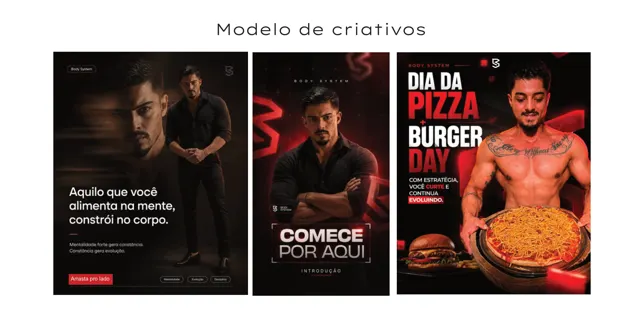 Modelo de criativos
Body System
Aquilo que você
alimenta na mente,
constrói no corpo.
Mentalidade forte gera constância.
Constância gera evolução.
Arrasta pro lado
BODY SYSTEM
COMECE
POR AQUI
INTRODUÇÃO
BODY SYSTEM
DIA DA
PIZZA
+
BURGER
DAY
COM ESTRATÉGIA,
VOCÊ CURTE E
CONTINUA
EVOLUINDO.